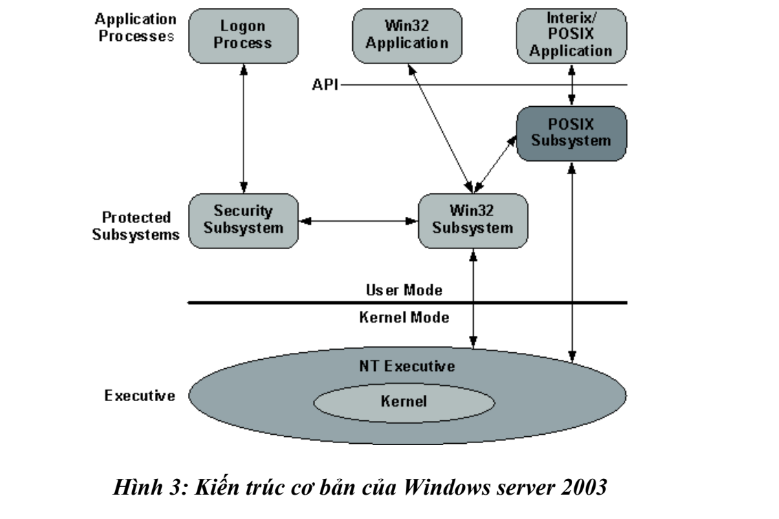 Application
Processes
Logon
Process
Win32
Application
Interix/
POSIX
Application
API
POSIX
Subsystem
Protected
Subsystems
Security
Subsystem
Win32
Subsystem
User Mode
Kernel Mode
Executive
NT Executive
Kernel
Hình 3: Kiến trúc cơ bản của Windows server 2003